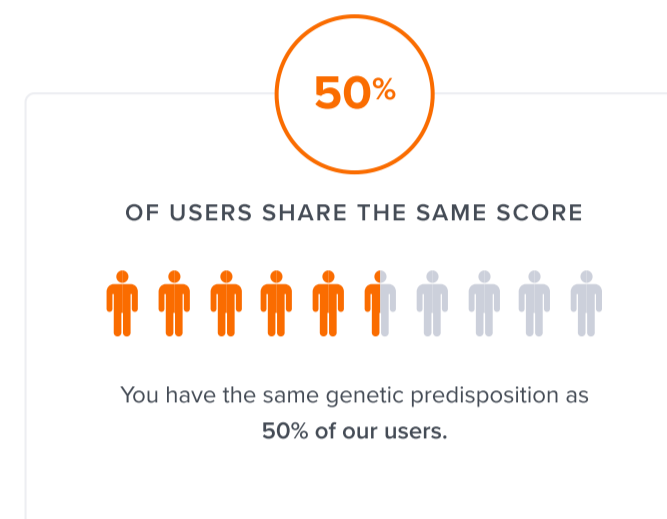 50%
OF USERS SHARE THE SAME SCORE
You have the same genetic predisposition as
50% of our users.